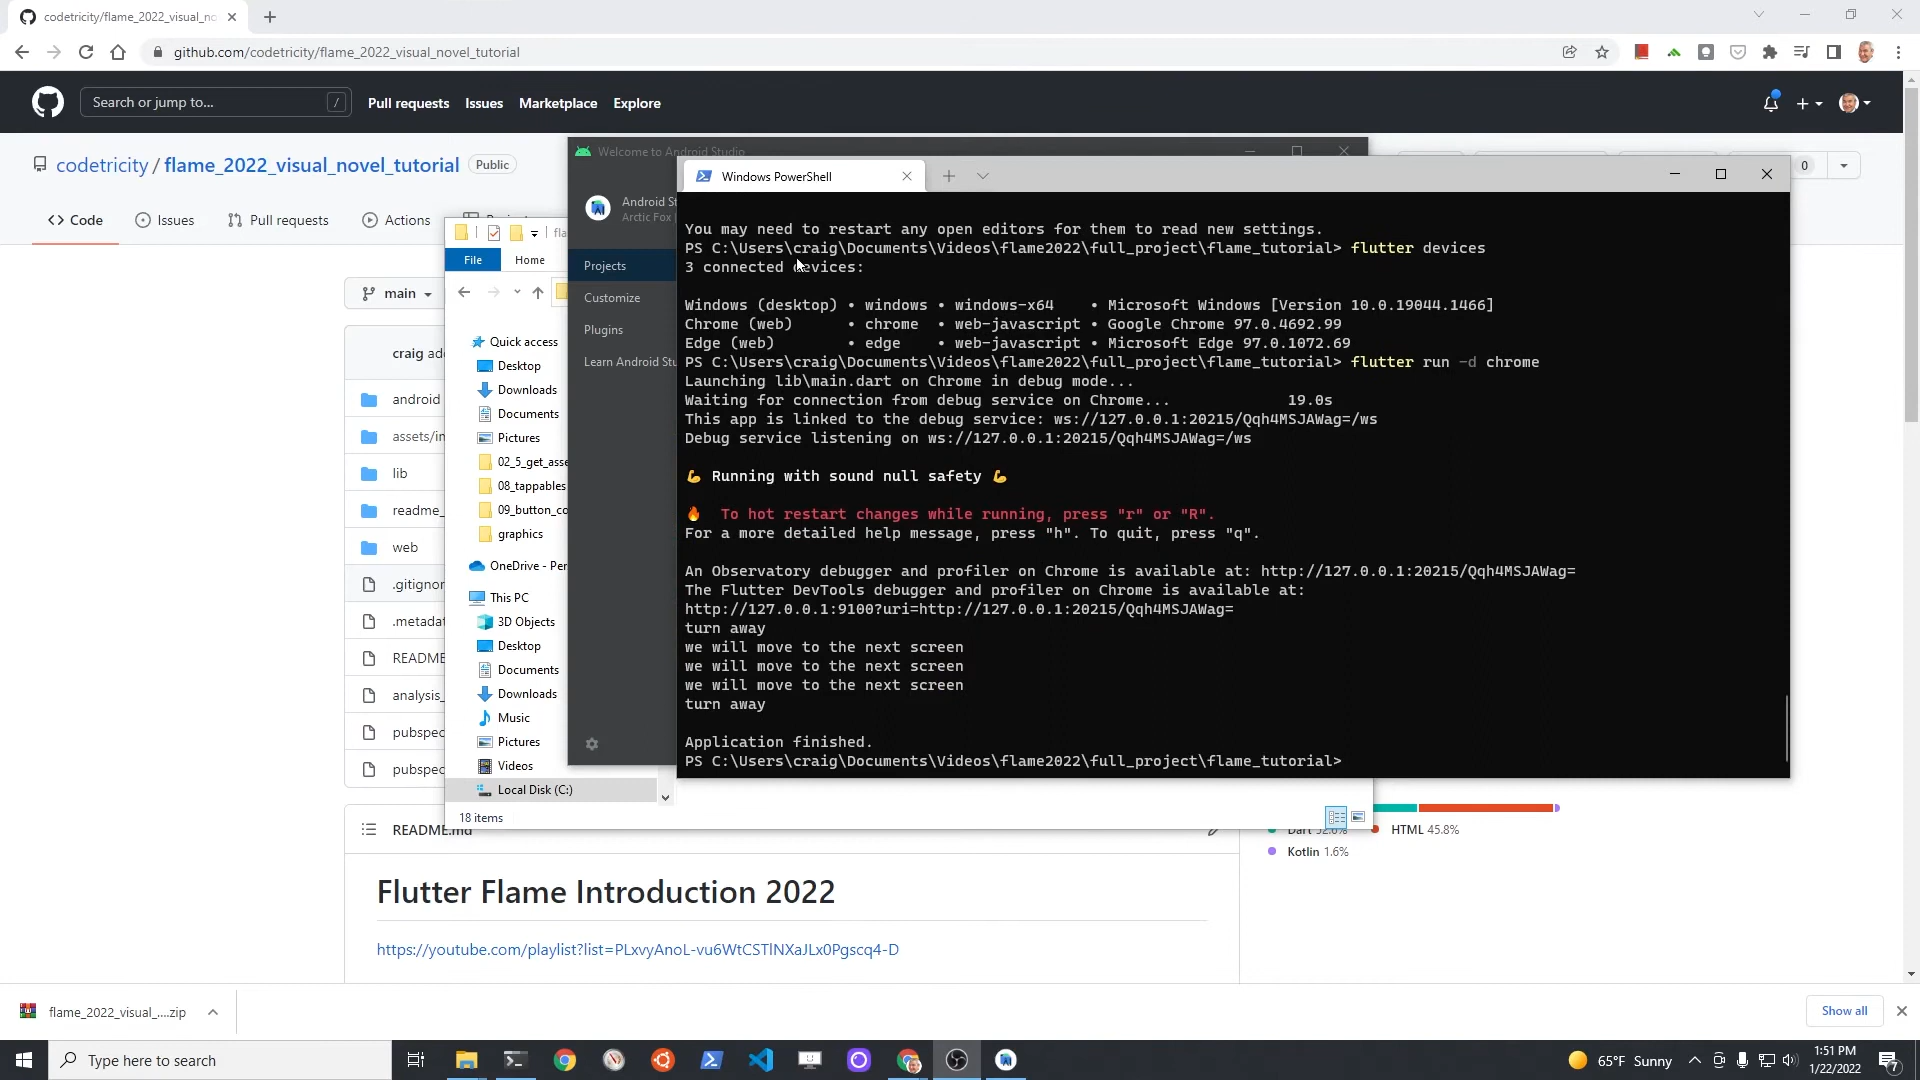 codetricity/flame_2022_visual_no
github.com/codetricity/flame_2022_visual_novel_tutorial
Search or jump to...
/
Pull requests
Issues
Marketplace
Explore
codetricity / flame_2022_visual_novel_tutorial
Public
0
Code
Issues
Pull requests
Actions
main
craig
android
assets/in
lib
readme_
web
.gitignor
.metadat
README
analysis_
pubspec
pubspec
README.md
Flutter Flame Introduction 2022
https://youtube.com/playlist?list=PLxvyAnoL-vu6WtCSTlNXaJLx0Pgscq4-D
HTML 45.8%
Kotlin 1.6%
File
Home
Quick access
Desktop
Downloads
Documents
Pictures
02_5_get_asse
08_tappables
09_button_co
graphics
OneDrive - Per
This PC
3D Objects
Desktop
Documents
Downloads
Music
Pictures
Videos
Local Disk (C:)
18 items
Welcome to Android Studio
Android St
Arctic Fox
Projects
Customize
Plugins
Learn Android Stu
Windows PowerShell
You may need to restart any open editors for them to read new settings.
PS C:\Users\craig\Documents\Videos\flame2022\full_project\flame_tutorial> flutter devices
3 connected devices:
Windows (desktop) • windows • windows-x64 • Microsoft Windows [Version 10.0.19044.1466]
Chrome (web) • chrome • web-javascript • Google Chrome 97.0.4692.99
Edge (web) • edge • web-javascript • Microsoft Edge 97.0.1072.69
PS C:\Users\craig\Documents\Videos\flame2022\full_project\flame_tutorial> flutter run -d chrome
Launching lib\main.dart on Chrome in debug mode...
Waiting for connection from debug service on Chrome... 19.0s
This app is linked to the debug service: ws://127.0.0.1:20215/Qqh4MSJAWag=/ws
Debug service listening on ws://127.0.0.1:20215/Qqh4MSJAWag=/ws
💪 Running with sound null safety 💪
🔥 To hot restart changes while running, press "r" or "R".
For a more detailed help message, press "h". To quit, press "q".
An Observatory debugger and profiler on Chrome is available at: http://127.0.0.1:20215/Qqh4MSJAWag=
The Flutter DevTools debugger and profiler on Chrome is available at:
http://127.0.0.1:9100?uri=http://127.0.0.1:20215/Qqh4MSJAWag=
turn away
we will move to the next screen
we will move to the next screen
we will move to the next screen
turn away
Application finished.
PS C:\Users\craig\Documents\Videos\flame2022\full_project\flame_tutorial>
flame_2022_visual_....zip
Show all
Type here to search
65°F Sunny
1:51 PM
1/22/2022
7